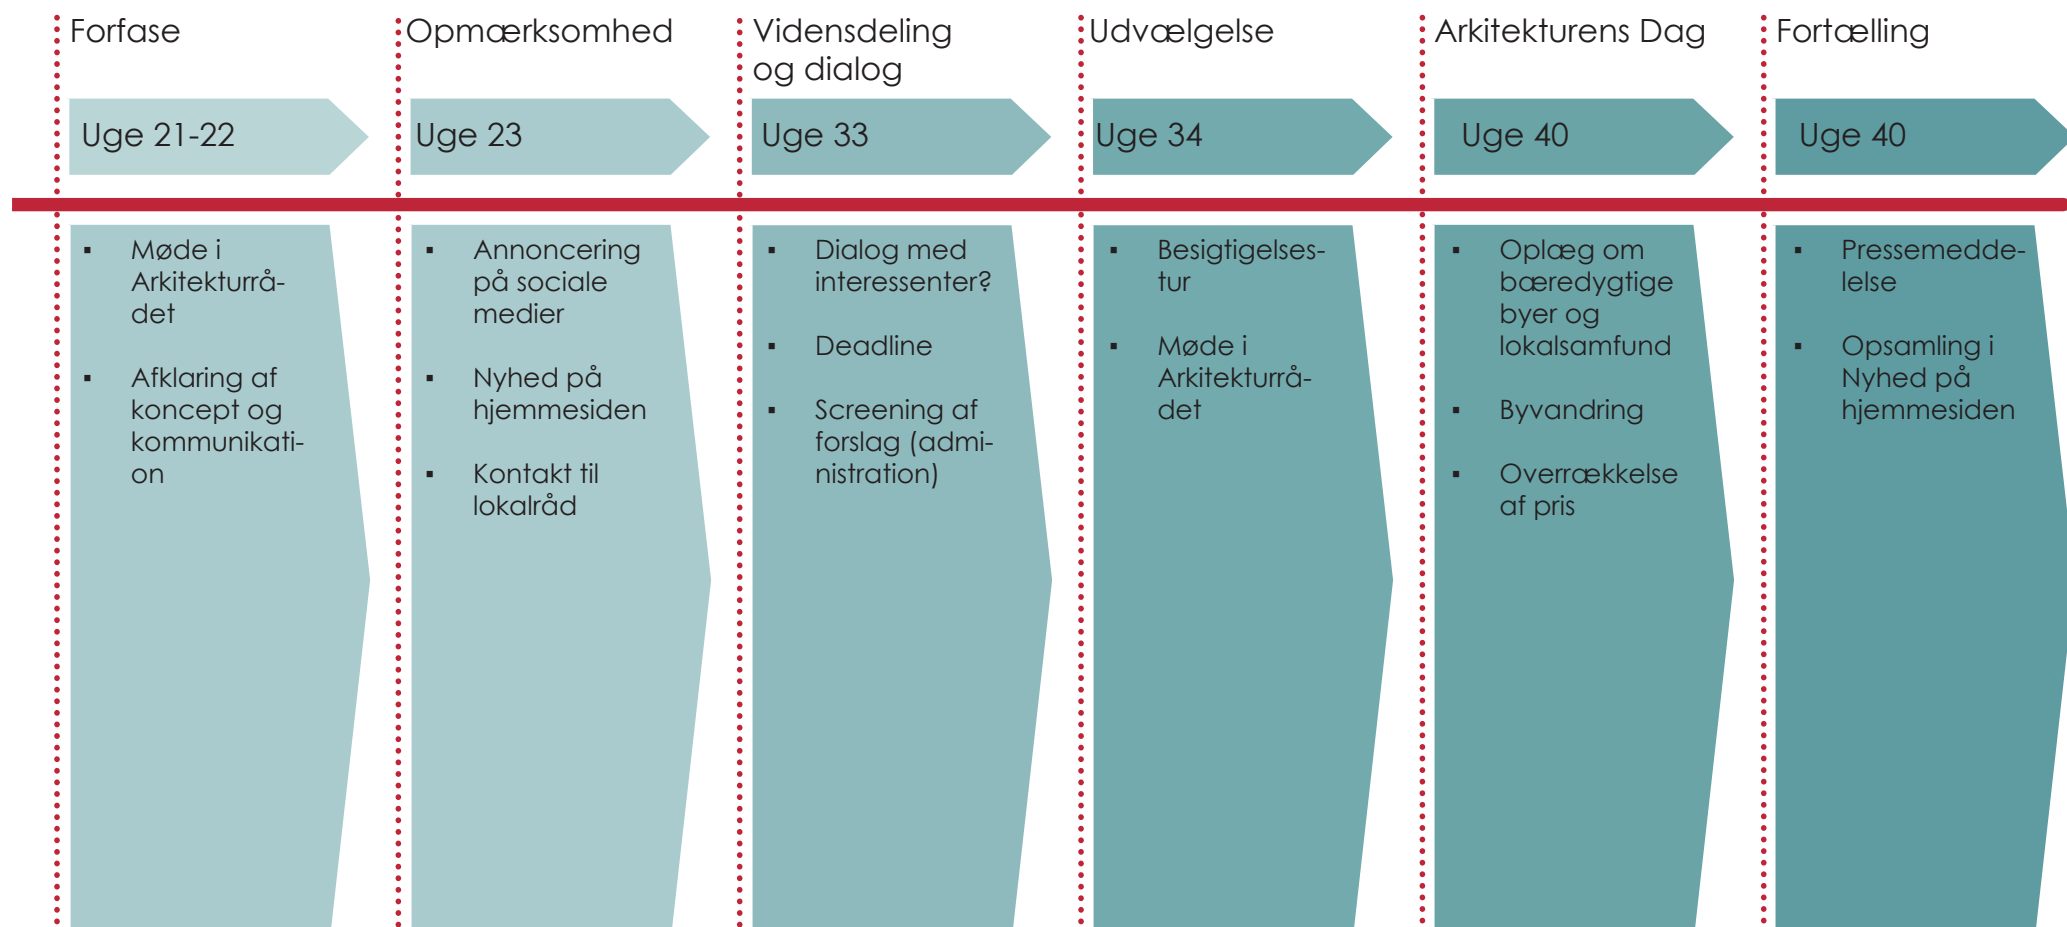 Forfase
Opmærksomhed
Vidensdeling
og dialog
Udvælgelse
Arkitekturens Dag
Fortælling
Uge 21-22
Uge 23
Uge 33
Uge 34
Uge 40
Uge 40
▪ Møde i
Arkitekturrå-
det
▪ Afklaring af
koncept og
kommunikati-
on
▪ Annoncering
på sociale
medier
▪ Nyhed på
hjemmesiden
▪ Kontakt til
lokalråd
▪ Dialog med
interessenter?
▪ Deadline
▪ Screening af
forslag (admi-
nistration)
▪ Besigtigelses-
tur
▪ Møde i
Arkitekturrå-
det
▪ Oplæg om
bæredygtige
byer og
lokalsamfund
▪ Byvandring
▪ Overrækkelse
af pris
▪ Pressemedde-
lelse
▪ Opsamling i
Nyhed på
hjemmesiden